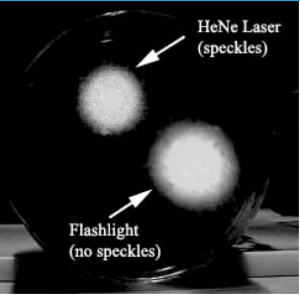 HeNe Laser
(speckles)
Flashlight
(no speckles)